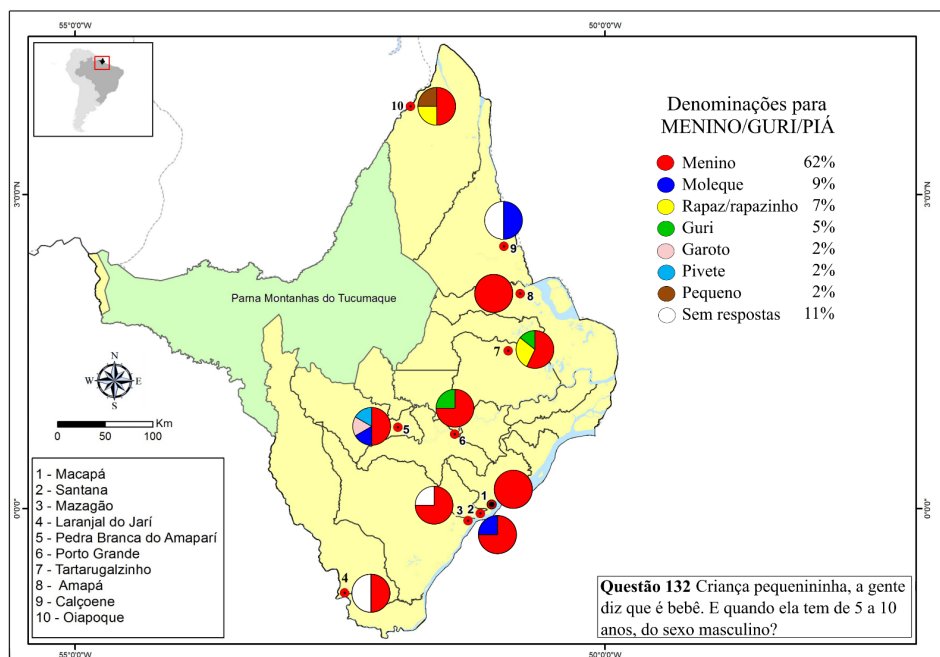 55°0'0"W
50°0'0"W
10
Denominações para
MENINO/GURI/PIÁ
Menino 62%
Moleque 9%
Rapaz/rapazinho 7%
Guri 5%
Garoto 2%
Pivete 2%
Pequeno 2%
Sem respostas 11%
3°0'0"N
3°0'0"N
9
8
Parna Montanhas do Tucumaque
7
N
W E
S
0 50 100
Km
5
6
1
2
3
4
0°0'0"
0°0'0"
1 - Macapá
2 - Santana
3 - Mazagão
4 - Laranjal do Jarí
5 - Pedra Branca do Amaparí
6 - Porto Grande
7 - Tartarugalzinho
8 - Amapá
9 - Calçoene
10 - Oiapoque
Questão 132 Criança pequenininha, a gente
diz que é bebê. E quando ela tem de 5 a 10
anos, do sexo masculino?
55°0'0"W
50°0'0"W